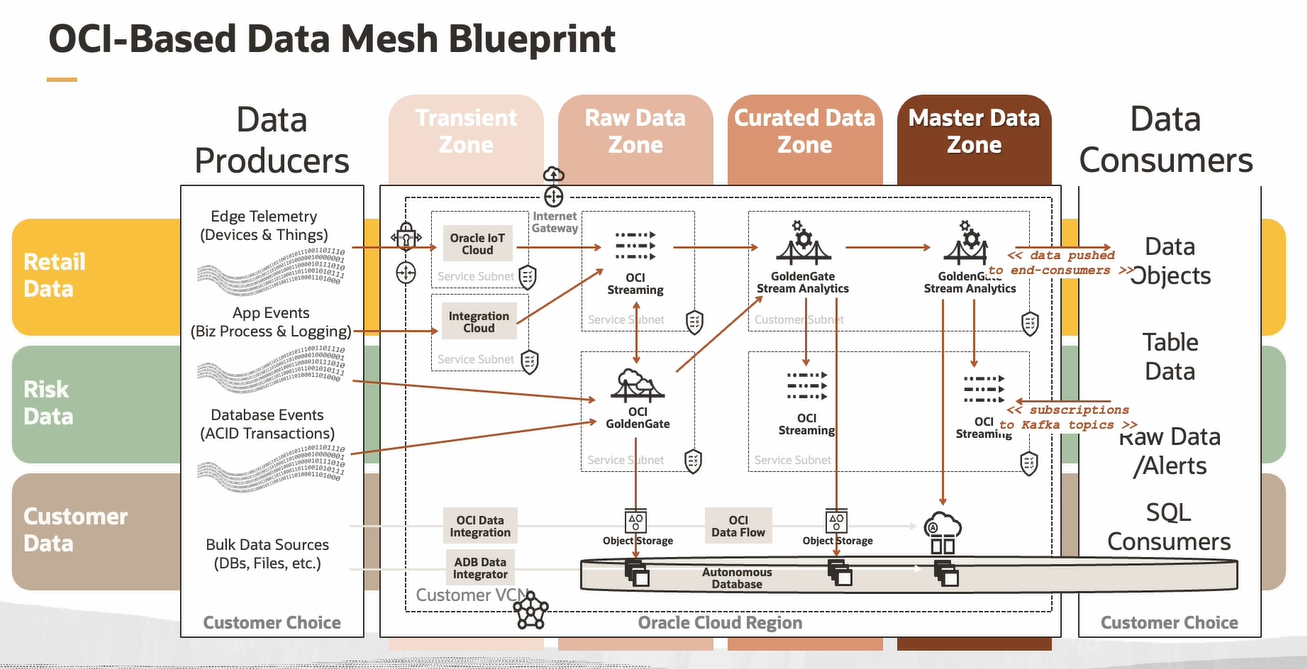 OCI-Based Data Mesh Blueprint
Data
Producers
Transient
Zone
Raw Data
Zone
Curated Data
Zone
Master Data
Zone
Data
Consumers
Retail
Data
Risk
Data
Customer
Data
Edge Telemetry
(Devices & Things)
App Events
(Biz Process & Logging)
Database Events
(ACID Transactions)
Bulk Data Sources
(DBs, Files, etc.)
Customer Choice
Internet
Gateway
Oracle IoT
Cloud
Service Subnet
Integration
Cloud
Service Subnet
OCI
Streaming
Service Subnet
OCI
GoldenGate
Service Subnet
GoldenGate
Stream Analytics
GoldenGate
Stream Analytics
Customer Subnet
OCI
Streaming
OCI
Streaming
Service Subnet
OCI Data
Integration
ADB Data
Integrator
Object Storage
OCI
Data Flow
Object Storage
A
Autonomous
Database
Customer VCN
Oracle Cloud Region
<< data pushed
to end-consumers >>
<< subscriptions
to Kafka topics >>
Data
Objects
Table
Data
Raw Data
/Alerts
SQL
Consumers
Customer Choice